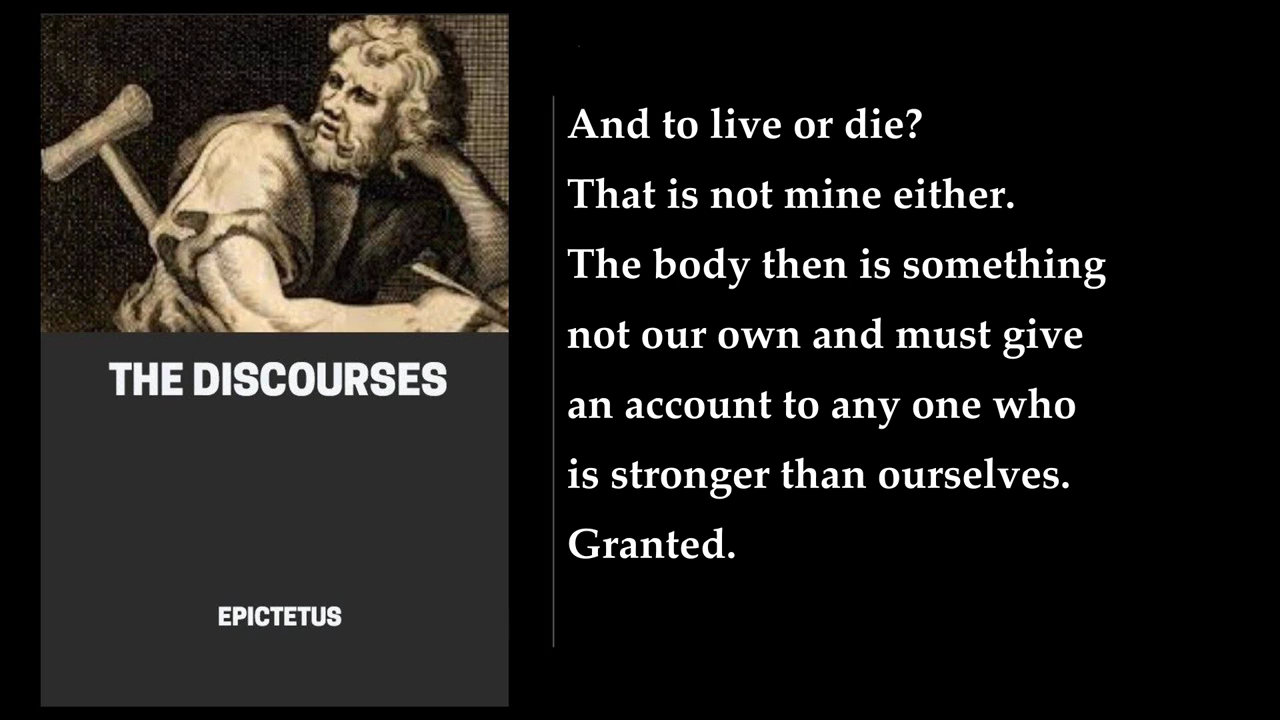 THE DISCOURSES
EPICTETUS
And to live or die?
That is not mine either.
The body then is something
not our own and must give
an account to any one who
is stronger than ourselves.
Granted.